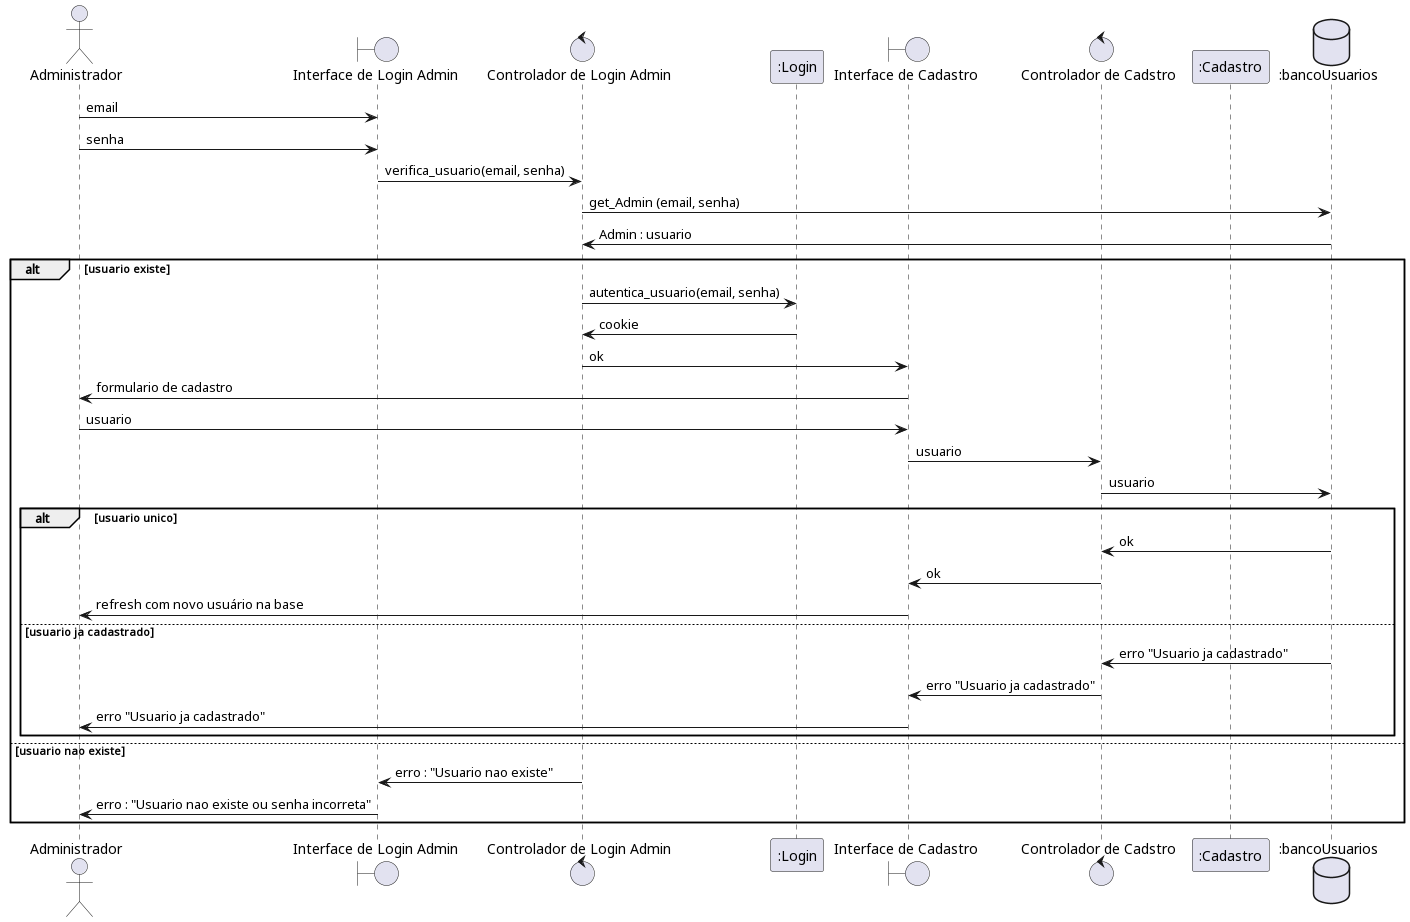 Administrador
Interface de Login Admin
Controlador de Login Admin
:Login
Interface de Cadastro
Controlador de Cadstro
:Cadastro
:bancoUsuarios
email
senha
verifica_usuario(email, senha)
get_Admin (email, senha)
Admin : usuario
alt [usuario existe]
autentica_usuario(email, senha)
cookie
ok
formulario de cadastro
usuario
usuario
usuario
alt [usuario unico]
ok
ok
refresh com novo usuário na base
[usuario ja cadastrado]
erro "Usuario ja cadastrado"
erro "Usuario ja cadastrado"
erro "Usuario ja cadastrado"
[usuario nao existe]
erro : "Usuario nao existe"
erro : "Usuario nao existe ou senha incorreta"
Administrador
Interface de Login Admin
Controlador de Login Admin
:Login
Interface de Cadastro
Controlador de Cadstro
:Cadastro
:bancoUsuarios